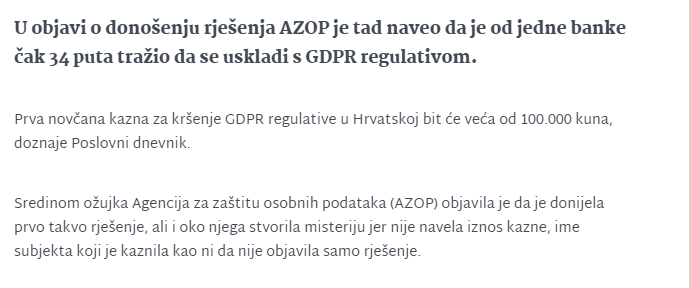 U objavi o donošenju rješenja AZOP je tad naveo da je od jedne banke
čak 34 puta tražio da se uskladi s GDPR regulativom.
Prva novčana kazna za kršenje GDPR regulative u Hrvatskoj bit će veća od 100.000 kuna,
doznaje Poslovni dnevnik.
Sredinom ožujka Agencija za zaštitu osobnih podataka (AZOP) objavila je da je donijela
prvo takvo rješenje, ali i oko njega stvorila misteriju jer nije navela iznos kazne, ime
subjekta koji je kaznila kao ni da nije objavila samo rješenje.